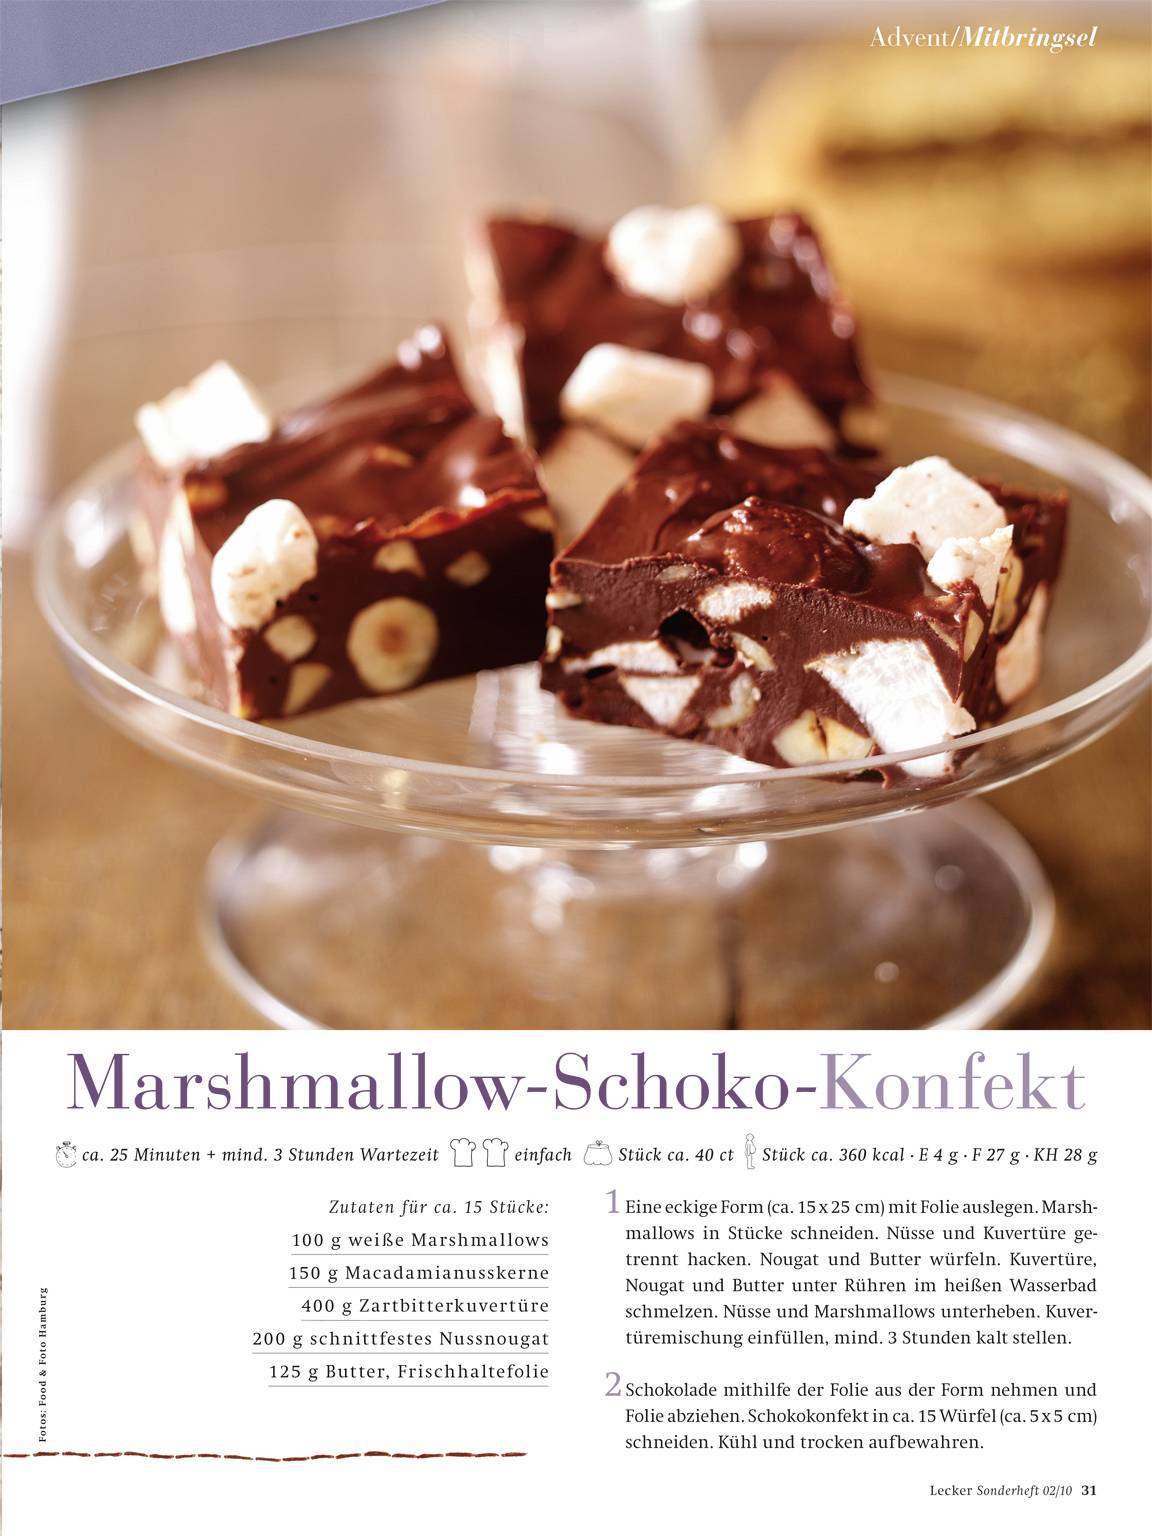 Advent/Mitbringsel
Marshmallow-Schoko-Konfekt
ca. 25 Minuten + mind. 3 Stunden Wartezeit einfach Stück ca. 40 ct Stück ca. 360 kcal · E 4 g · F 27 g · KH 28 g
Zutaten für ca. 15 Stücke:
100 g weiße Marshmallows
150 g Macadamianusskerne
400 g Zartbitterkuvertüre
200 g schnittfestes Nussnougat
125 g Butter, Frischhaltefolie
1 Eine eckige Form (ca. 15 x 25 cm) mit Folie auslegen. Marsh-
mallows in Stücke schneiden. Nüsse und Kuvertüre ge-
trennt hacken. Nougat und Butter würfeln. Kuvertüre,
Nougat und Butter unter Rühren im heißen Wasserbad
schmelzen. Nüsse und Marshmallows unterheben. Kuver-
türemischung einfüllen, mind. 3 Stunden kalt stellen.
2 Schokolade mithilfe der Folie aus der Form nehmen und
Folie abziehen. Schokokonfekt in ca. 15 Würfel (ca. 5 x 5 cm)
schneiden. Kühl und trocken aufbewahren.
Fotos: Food & Foto Hamburg
Lecker Sonderheft 02/10 31